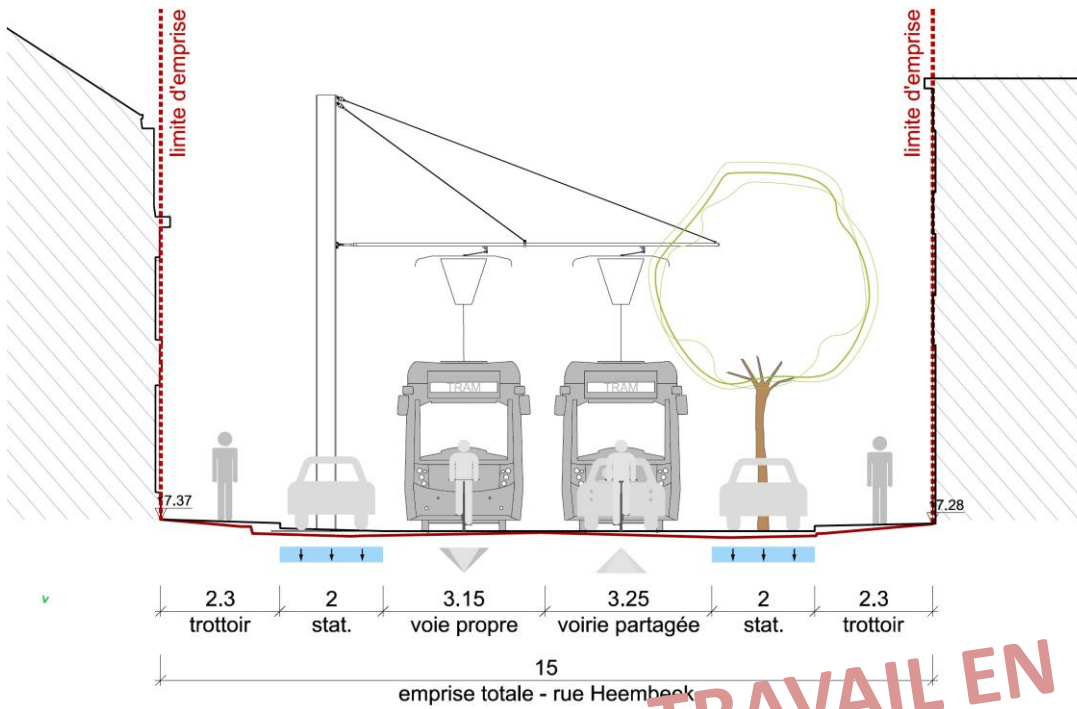 limite d'emprise
limite d'emprise
TRAM
TRAM
7.37
7.28
v
2.3
2
3.15
3.25
2
2.3
trottoir
stat.
voie propre
voirie partagée
stat.
trottoir
15
emprise totale - rue Heembeek
TRAVAIL EN